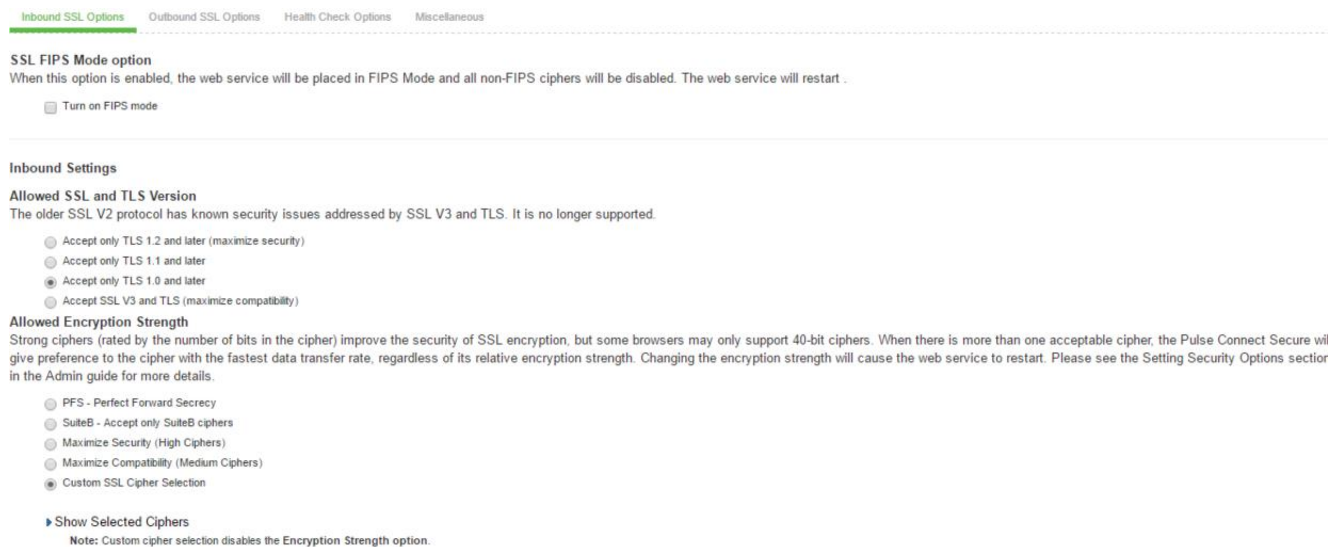 Inbound SSL Options Outbound SSL Options Health Check Options Miscellaneous
SSL FIPS Mode option
When this option is enabled, the web service will be placed in FIPS Mode and all non-FIPS ciphers will be disabled. The web service will restart .
Turn on FIPS mode
Inbound Settings
Allowed SSL and TLS Version
The older SSL V2 protocol has known security issues addressed by SSL V3 and TLS. It is no longer supported.
Accept only TLS 1.2 and later (maximize security)
Accept only TLS 1.1 and later
Accept only TLS 1.0 and later
Accept SSL V3 and TLS (maximize compatibility)
Allowed Encryption Strength
Strong ciphers (rated by the number of bits in the cipher) improve the security of SSL encryption, but some browsers may only support 40-bit ciphers. When there is more than one acceptable cipher, the Pulse Connect Secure wil
give preference to the cipher with the fastest data transfer rate, regardless of its relative encryption strength. Changing the encryption strength will cause the web service to restart. Please see the Setting Security Options section
in the Admin guide for more details.
PFS - Perfect Forward Secrecy
SuiteB - Accept only SuiteB ciphers
Maximize Security (High Ciphers)
Maximize Compatibility (Medium Ciphers)
Custom SSL Cipher Selection
Show Selected Ciphers
Note: Custom cipher selection disables the Encryption Strength option.